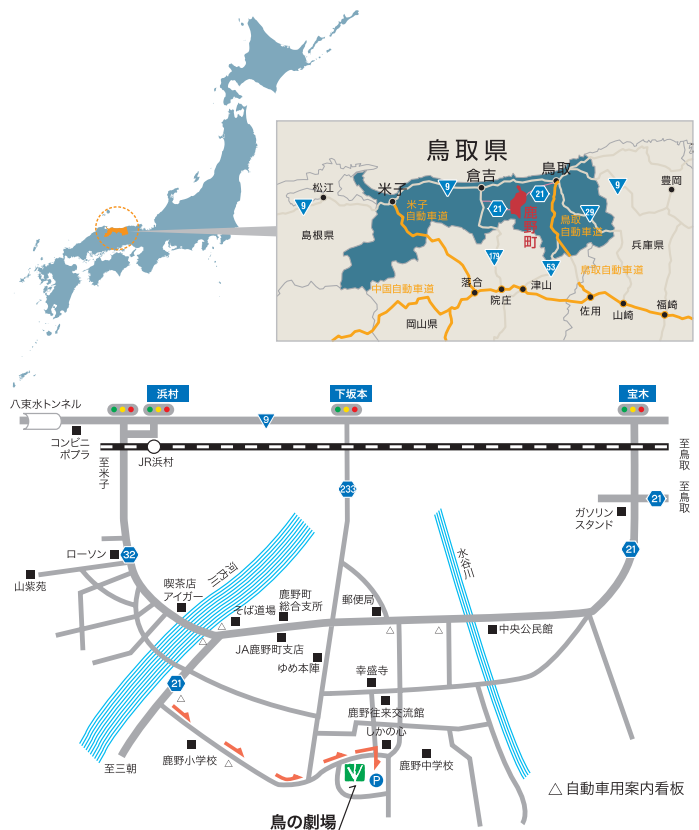 鳥取県
松江
米子
倉吉
鳥取
豊岡
9
9
9
21
21
29
島根県
米子
自動車道
鹿野町
鳥取
自動車道
兵庫県
179
53
鳥取自動車道
中国自動車道
落合
院庄
津山
佐用
山崎
福崎
岡山県
浜村
下坂本
宝木
八束水トンネル
9
コンビニ
ポプラ
至米子
JR浜村
至鳥取
至鳥取
233
21
ガソリン
スタンド
ローソン
32
21
山紫苑
喫茶店
アイガー
河内川
水谷川
そば道場
鹿野町
総合支所
郵便局
中央公民館
JA鹿野町支店
ゆめ本陣
幸盛寺
21
鹿野往来交流館
しかの心
至三朝
鹿野小学校
鹿野中学校
P
鳥の劇場
△自動車用案内看板